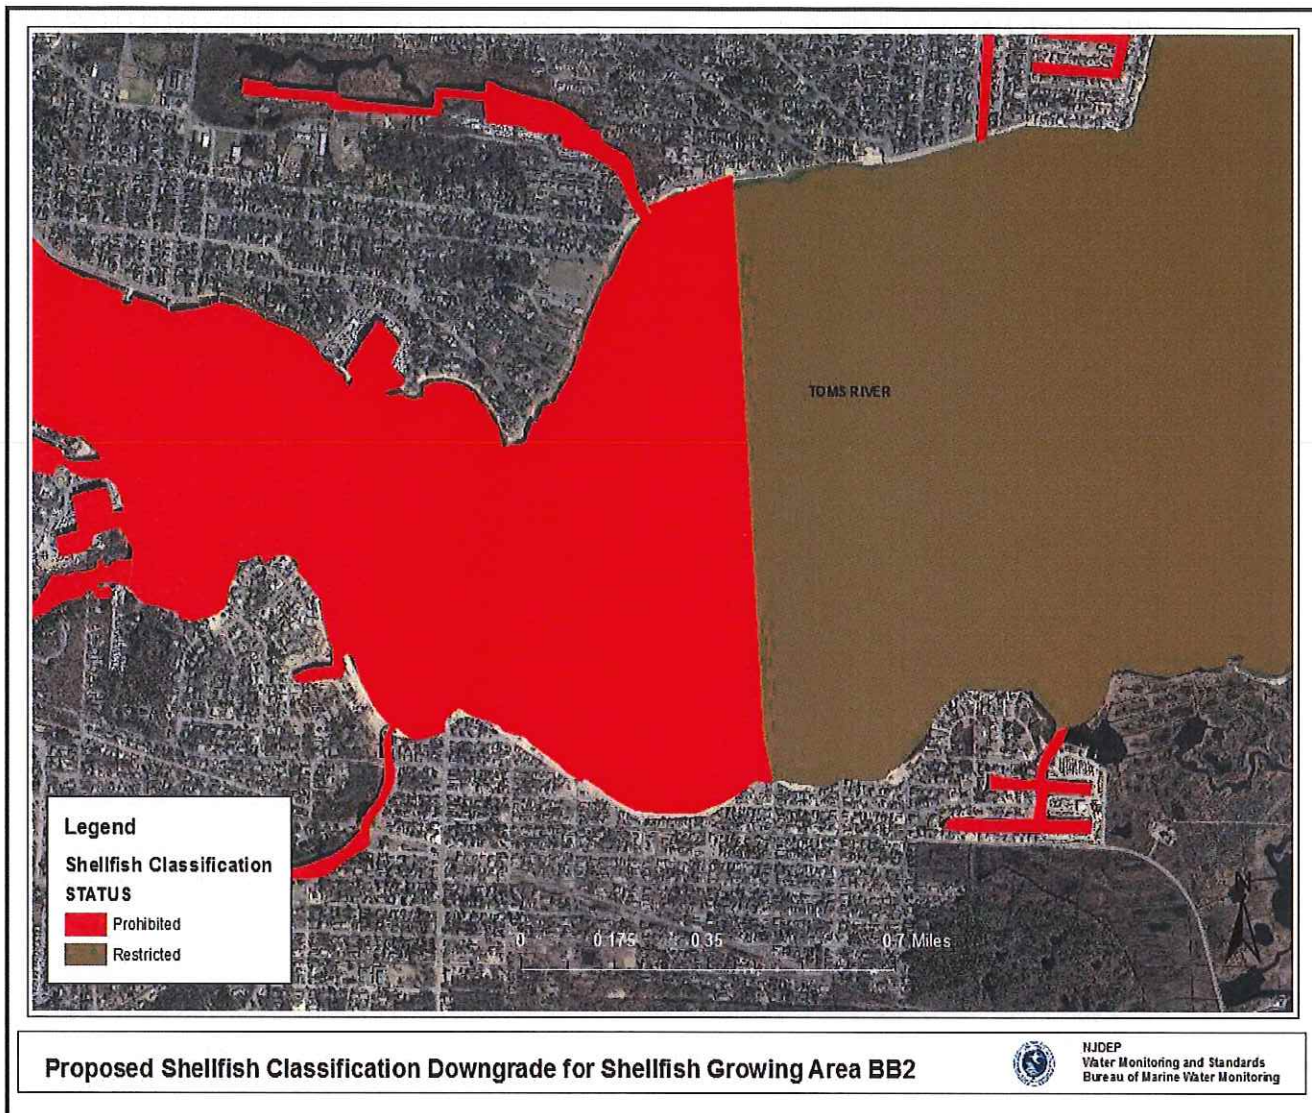 TOMS RIVER
Legend
Shellfish Classification
STATUS
Prohibited
Restricted
0 0.175 0.35 0.7 Miles
N
Proposed Shellfish Classification Downgrade for Shellfish Growing Area BB2
NJDEP
Water Monitoring and Standards
Bureau of Marine Water Monitoring